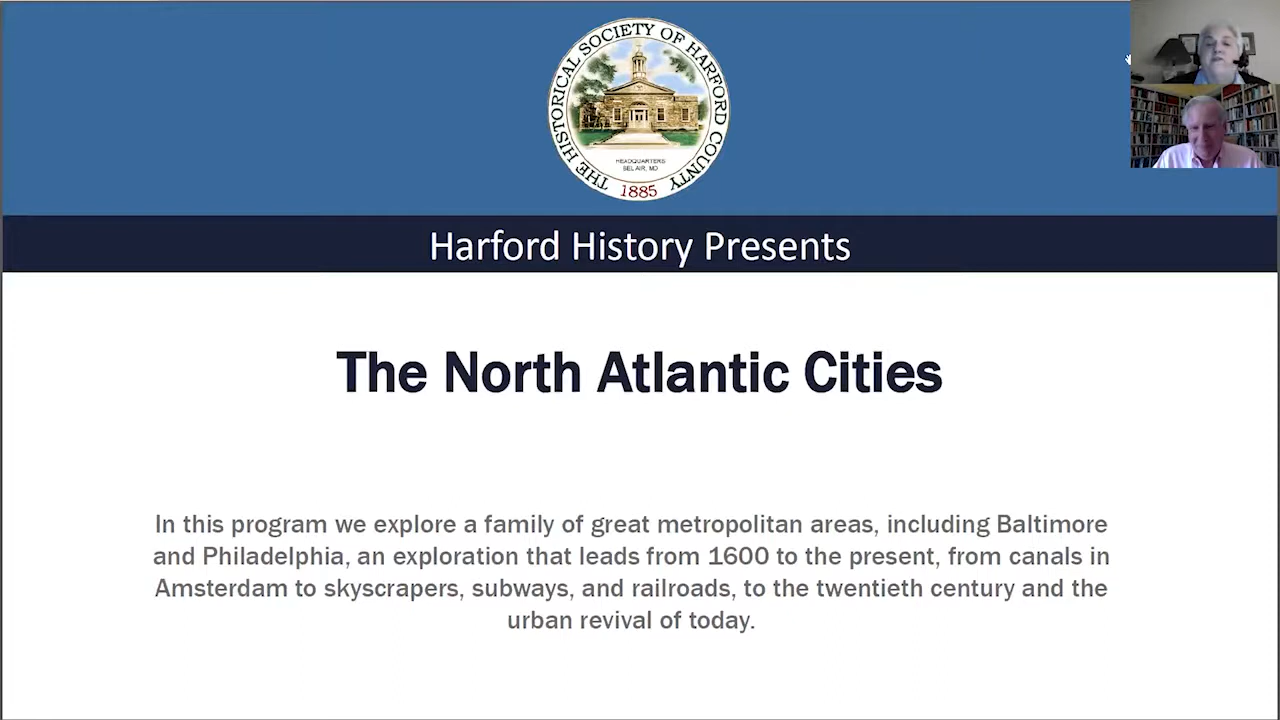 THE HISTORICAL SOCIETY OF HARFORD COUNTY
HEADQUARTERS
BEL AIR, MD
1885
Harford History Presents
The North Atlantic Cities
In this program we explore a family of great metropolitan areas, including Baltimore
and Philadelphia, an exploration that leads from 1600 to the present, from canals in
Amsterdam to skyscrapers, subways, and railroads, to the twentieth century and the
urban revival of today.